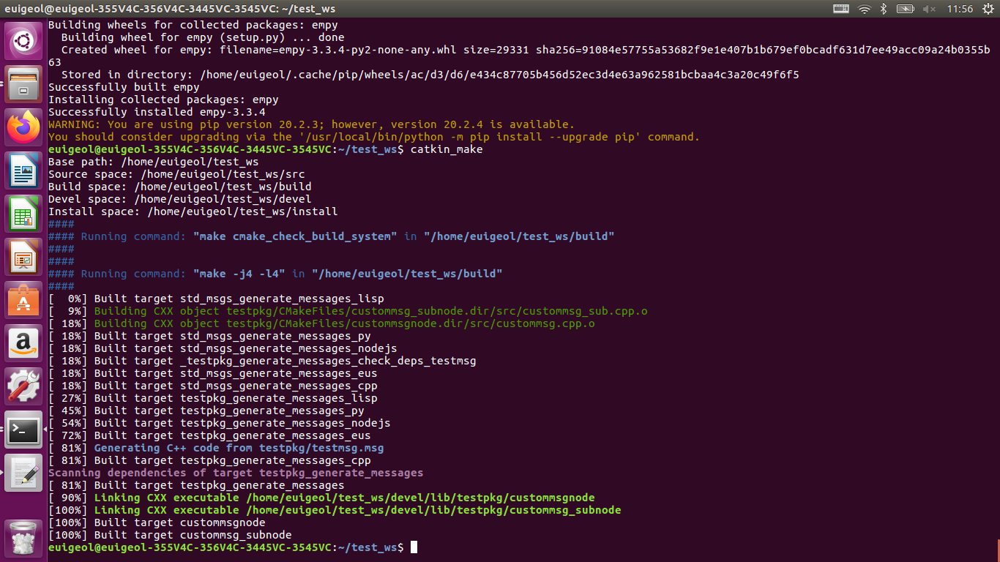 euigeol@euigeol-355V4C-356V4C-3445VC-3545VC: ~/test_ws
11:56
Building wheels for collected packages: empy
  Building wheel for empy (setup.py) ... done
  Created wheel for empy: filename=empy-3.3.4-py2-none-any.whl size=29331 sha256=91084e57755a53682f9e1e407b1b679ef0bcadf631d7ee49acc09a24b0355b
63
  Stored in directory: /home/euigeol/.cache/pip/wheels/ac/d3/d6/e434c87705b456d52ec3d4e63a962581bcbaa4c3a20c49f6f5
Successfully built empy
Installing collected packages: empy
Successfully installed empy-3.3.4
WARNING: You are using pip version 20.2.3; however, version 20.2.4 is available.
You should consider upgrading via the '/usr/local/bin/python -m pip install --upgrade pip' command.
euigeol@euigeol-355V4C-356V4C-3445VC-3545VC:~/test_ws$ catkin_make
Base path: /home/euigeol/test_ws
Source space: /home/euigeol/test_ws/src
Build space: /home/euigeol/test_ws/build
Devel space: /home/euigeol/test_ws/devel
Install space: /home/euigeol/test_ws/install
####
#### Running command: "make cmake_check_build_system" in "/home/euigeol/test_ws/build"
####
####
#### Running command: "make -j4 -l4" in "/home/euigeol/test_ws/build"
####
[  0%] Built target std_msgs_generate_messages_lisp
[  9%] Building CXX object testpkg/CMakeFiles/custommsg_subnode.dir/src/custommsg_sub.cpp.o
[ 18%] Building CXX object testpkg/CMakeFiles/custommsgnode.dir/src/custommsg.cpp.o
[ 18%] Built target std_msgs_generate_messages_py
[ 18%] Built target std_msgs_generate_messages_nodejs
[ 18%] Built target _testpkg_generate_messages_check_deps_testmsg
[ 18%] Built target std_msgs_generate_messages_eus
[ 18%] Built target std_msgs_generate_messages_cpp
[ 27%] Built target testpkg_generate_messages_lisp
[ 45%] Built target testpkg_generate_messages_py
[ 54%] Built target testpkg_generate_messages_nodejs
[ 72%] Built target testpkg_generate_messages_eus
[ 81%] Generating C++ code from testpkg/testmsg.msg
[ 81%] Built target testpkg_generate_messages_cpp
Scanning dependencies of target testpkg_generate_messages
[ 81%] Built target testpkg_generate_messages
[ 90%] Linking CXX executable /home/euigeol/test_ws/devel/lib/testpkg/custommsgnode
[100%] Linking CXX executable /home/euigeol/test_ws/devel/lib/testpkg/custommsg_subnode
[100%] Built target custommsgnode
[100%] Built target custommsg_subnode
euigeol@euigeol-355V4C-356V4C-3445VC-3545VC:~/test_ws$